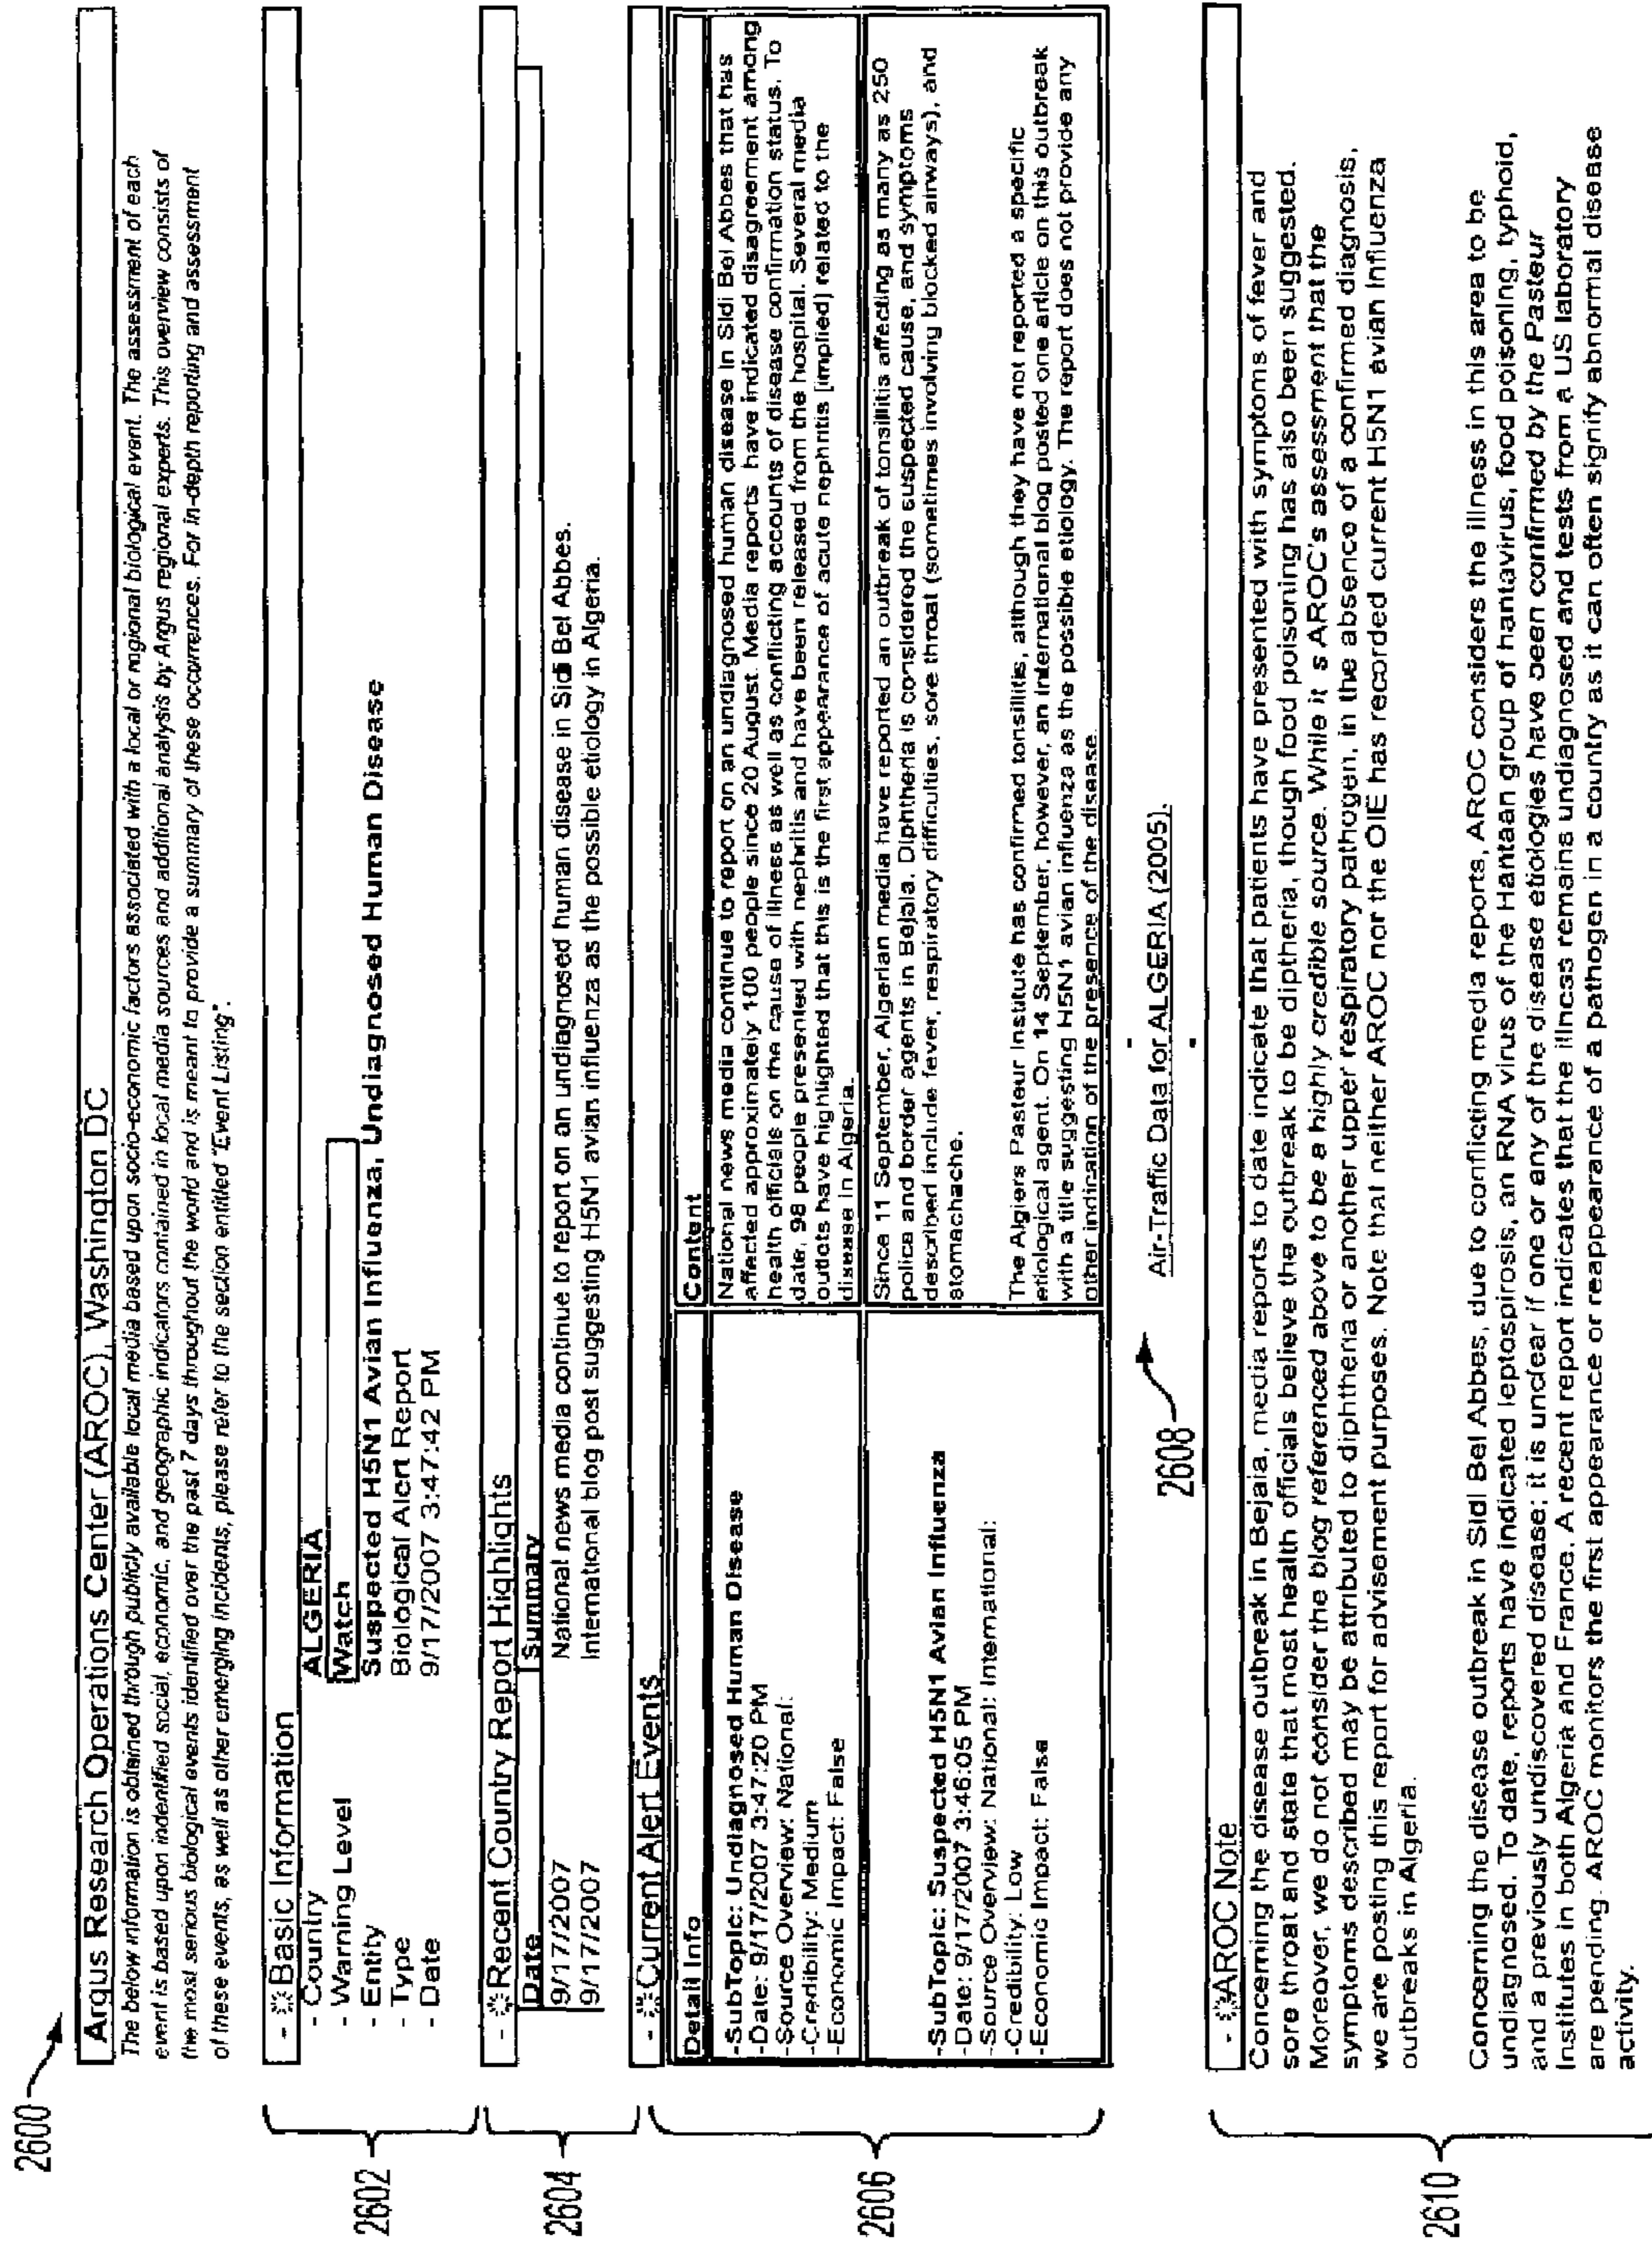 2600
Argus Research Operations Center (AROC), Washington DC
The below information is obtained through publicly available local media based upon socio-economic factors associated with a local or regional biological event. The assessment of each
event is based upon indentified social, economic, and geographic indicators contained in local media sources and additional analysis by Argus regional experts. This overview consists of
the most serious biological events identified over the past 7 days throughout the world and is meant to provide a summary of these occurrences. For in-depth reporting and assessment
of these events, as well as other emerging incidents, please refer to the section entitled "Event Listing".
2602
- Basic Information
- Country ALGERIA
- Warning Level Watch
- Entity Suspected H5N1 Avian Influenza, Undiagnosed Human Disease
- Type Biological Alert Report
- Date 9/17/2007 3:47:42 PM
2604
- Recent Country Report Highlights
Date Summary
9/17/2007 National news media continue to report on an undiagnosed human disease in Sidi Bel Abbes.
9/17/2007 International blog post suggesting H5N1 avian influenza as the possible etiology in Algeria.
2606
- Current Alert Events
Detail Info Content
-SubTopic: Undiagnosed Human Disease
-Date: 9/17/2007 3:47:20 PM
-Source Overview: National:
-Credibility: Medium
-Economic Impact: False
National news media continue to report on an undiagnosed human disease in Sidi Bel Abbes that has
affected approximately 100 people since 20 August. Media reports have indicated disagreement among
health officials on the cause of illness as well as conflicting accounts of disease confirmation status. To
date, 98 people presented with nephritis and have been released from the hospital. Several media
outlets have highlighted that this is the first appearance of acute nephritis [implied] related to the
disease in Algeria.
-SubTopic: Suspected H5N1 Avian Influenza
-Date: 9/17/2007 3:46:05 PM
-Source Overview: National: International:
-Credibility: Low
-Economic Impact: False
Since 11 September, Algerian media have reported an outbreak of tonsillitis affecting as many as 250
police and border agents in Bejaia. Diphtheria is considered the suspected cause, and symptoms
described include fever, respiratory difficulties, sore throat (sometimes involving blocked airways), and
stomachache.
The Algiers Pasteur Institute has confirmed tonsillitis, although they have not reported a specific
etiological agent. On 14 September, however, an international blog posted one article on this outbreak
with a title suggesting H5N1 avian influenza as the possible etiology. The report does not provide any
other indication of the presence of the disease.
2608
Air-Traffic Data for ALGERIA (2005).
2610
- AROC Note
Concerning the disease outbreak in Bejaia, media reports to date indicate that patients have presented with symptoms of fever and
sore throat and state that most health officials believe the outbreak to be diptheria, though food poisoning has also been suggested.
Moreover, we do not consider the blog referenced above to be a highly credible source. While it s AROC's assessment that the
symptoms described may be attributed to diphtheria or another upper respiratory pathogen, in the absence of a confirmed diagnosis,
we are posting this report for advisement purposes. Note that neither AROC nor the OIE has recorded current H5N1 avian influenza
outbreaks in Algeria.
Concerning the disease outbreak in Sidi Bel Abbes, due to conflicting media reports, AROC considers the illness in this area to be
undiagnosed. To date, reports have indicated leptospirosis, an RNA virus of the Hantaan group of hantavirus, food poisoning, typhoid,
and a previously undiscovered disease; it is unclear if one or any of the disease etiologies have been confirmed by the Pasteur
Institutes in both Algeria and France. A recent report indicates that the illness remains undiagnosed and tests from a US laboratory
are pending. AROC monitors the first appearance or reappearance of a pathogen in a country as it can often signify abnormal disease
activity.